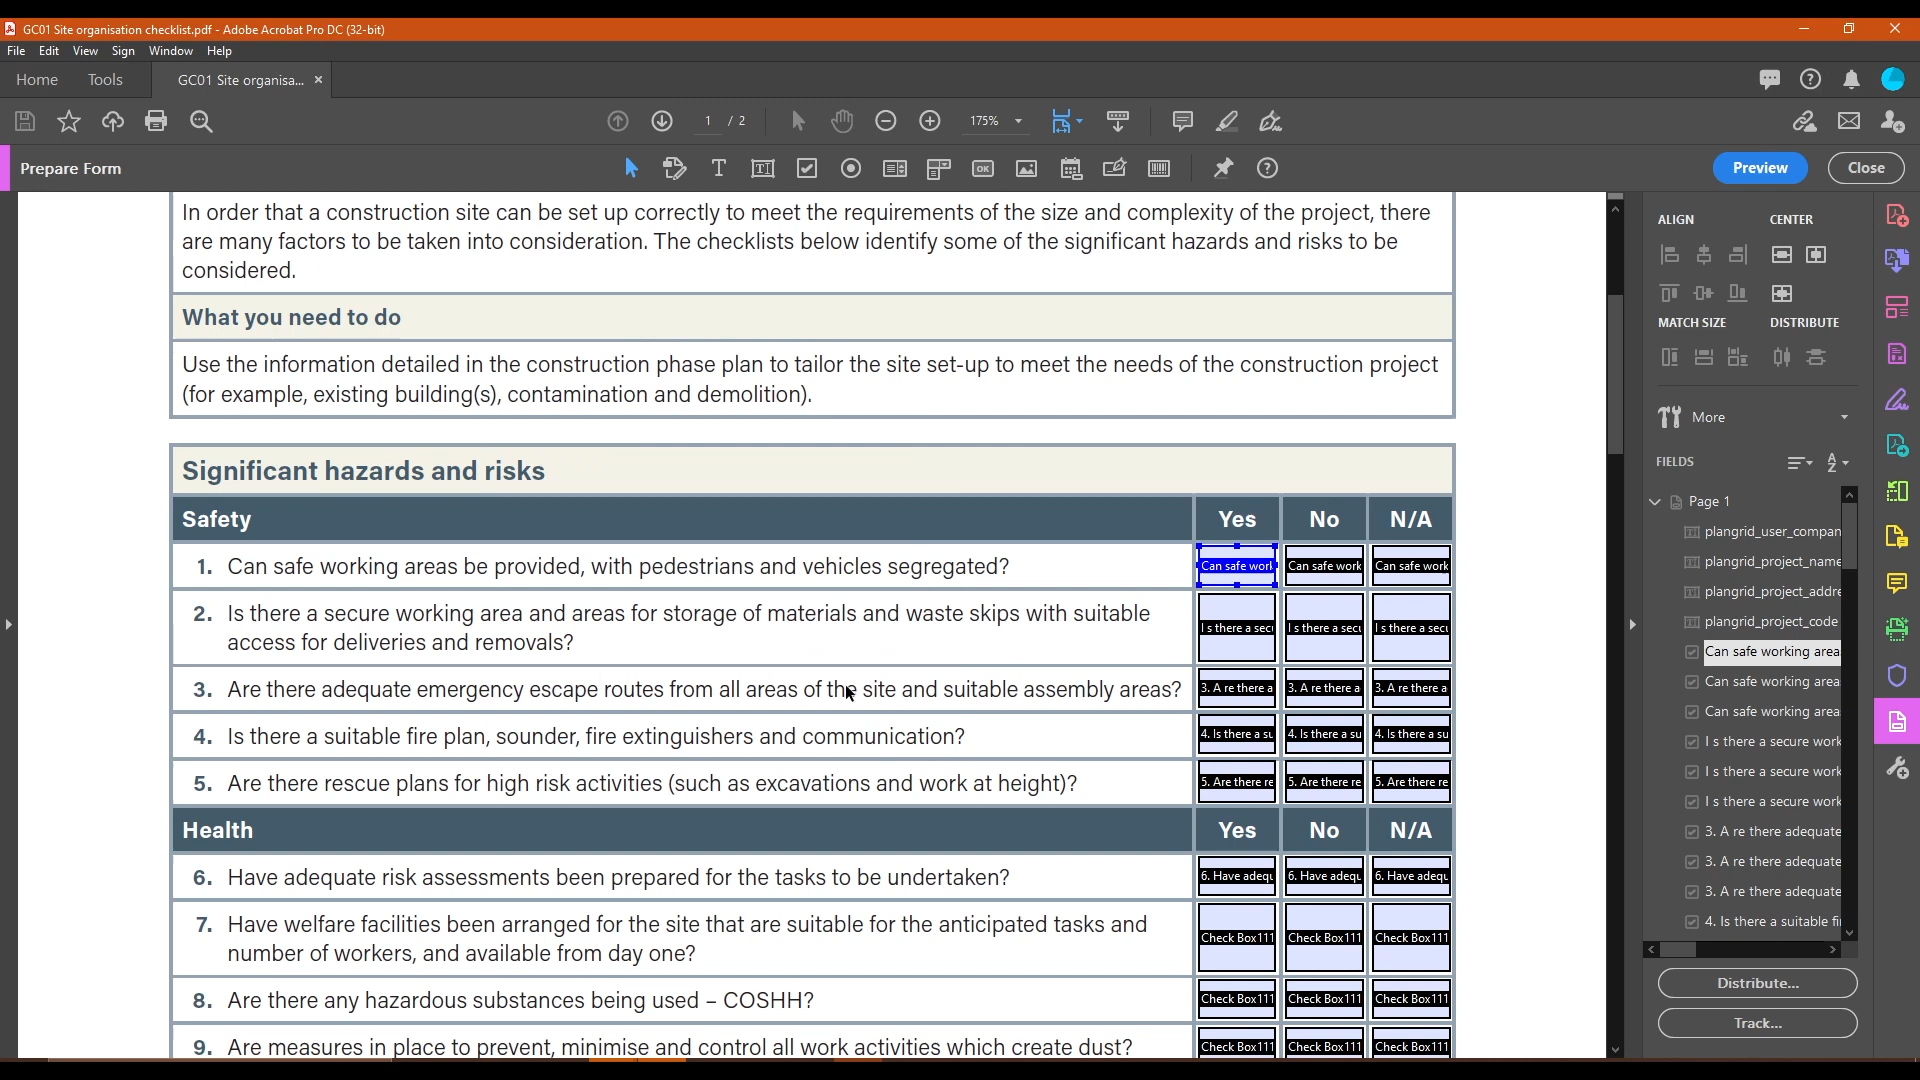 GC01 Site organisation checklist.pdf - Adobe Acrobat Pro DC (32-bit)
File Edit View Sign Window Help
Home Tools GC01 Site organisa... ×
1 / 2 175%
Prepare Form Preview Close
In order that a construction site can be set up correctly to meet the requirements of the size and complexity of the project, there
are many factors to be taken into consideration. The checklists below identify some of the significant hazards and risks to be
considered.
What you need to do
Use the information detailed in the construction phase plan to tailor the site set-up to meet the needs of the construction project
(for example, existing building(s), contamination and demolition).
Significant hazards and risks
Safety Yes No N/A
1. Can safe working areas be provided, with pedestrians and vehicles segregated? Can safe work Can safe work Can safe work
2. Is there a secure working area and areas for storage of materials and waste skips with suitable
access for deliveries and removals? I s there a secu I s there a secu I s there a secu
3. Are there adequate emergency escape routes from all areas of the site and suitable assembly areas? 3. A re there a 3. A re there a 3. A re there a
4. Is there a suitable fire plan, sounder, fire extinguishers and communication? 4. Is there a su 4. Is there a su 4. Is there a su
5. Are there rescue plans for high risk activities (such as excavations and work at height)? 5. Are there re 5. Are there re 5. Are there re
Health Yes No N/A
6. Have adequate risk assessments been prepared for the tasks to be undertaken? 6. Have adequ 6. Have adequ 6. Have adequ
7. Have welfare facilities been arranged for the site that are suitable for the anticipated tasks and
number of workers, and available from day one? Check Box111 Check Box111 Check Box111
8. Are there any hazardous substances being used – COSHH? Check Box111 Check Box111 Check Box111
9. Are measures in place to prevent, minimise and control all work activities which create dust? Check Box111 Check Box111 Check Box111
ALIGN CENTER
MATCH SIZE DISTRIBUTE
More
FIELDS
Page 1
plangrid_user_compan
plangrid_project_name
plangrid_project_addre
plangrid_project_code
Can safe working area
Can safe working area
Can safe working area
I s there a secure work
I s there a secure work
I s there a secure work
3. A re there adequate
3. A re there adequate
3. A re there adequate
4. Is there a suitable fi
Distribute...
Track...